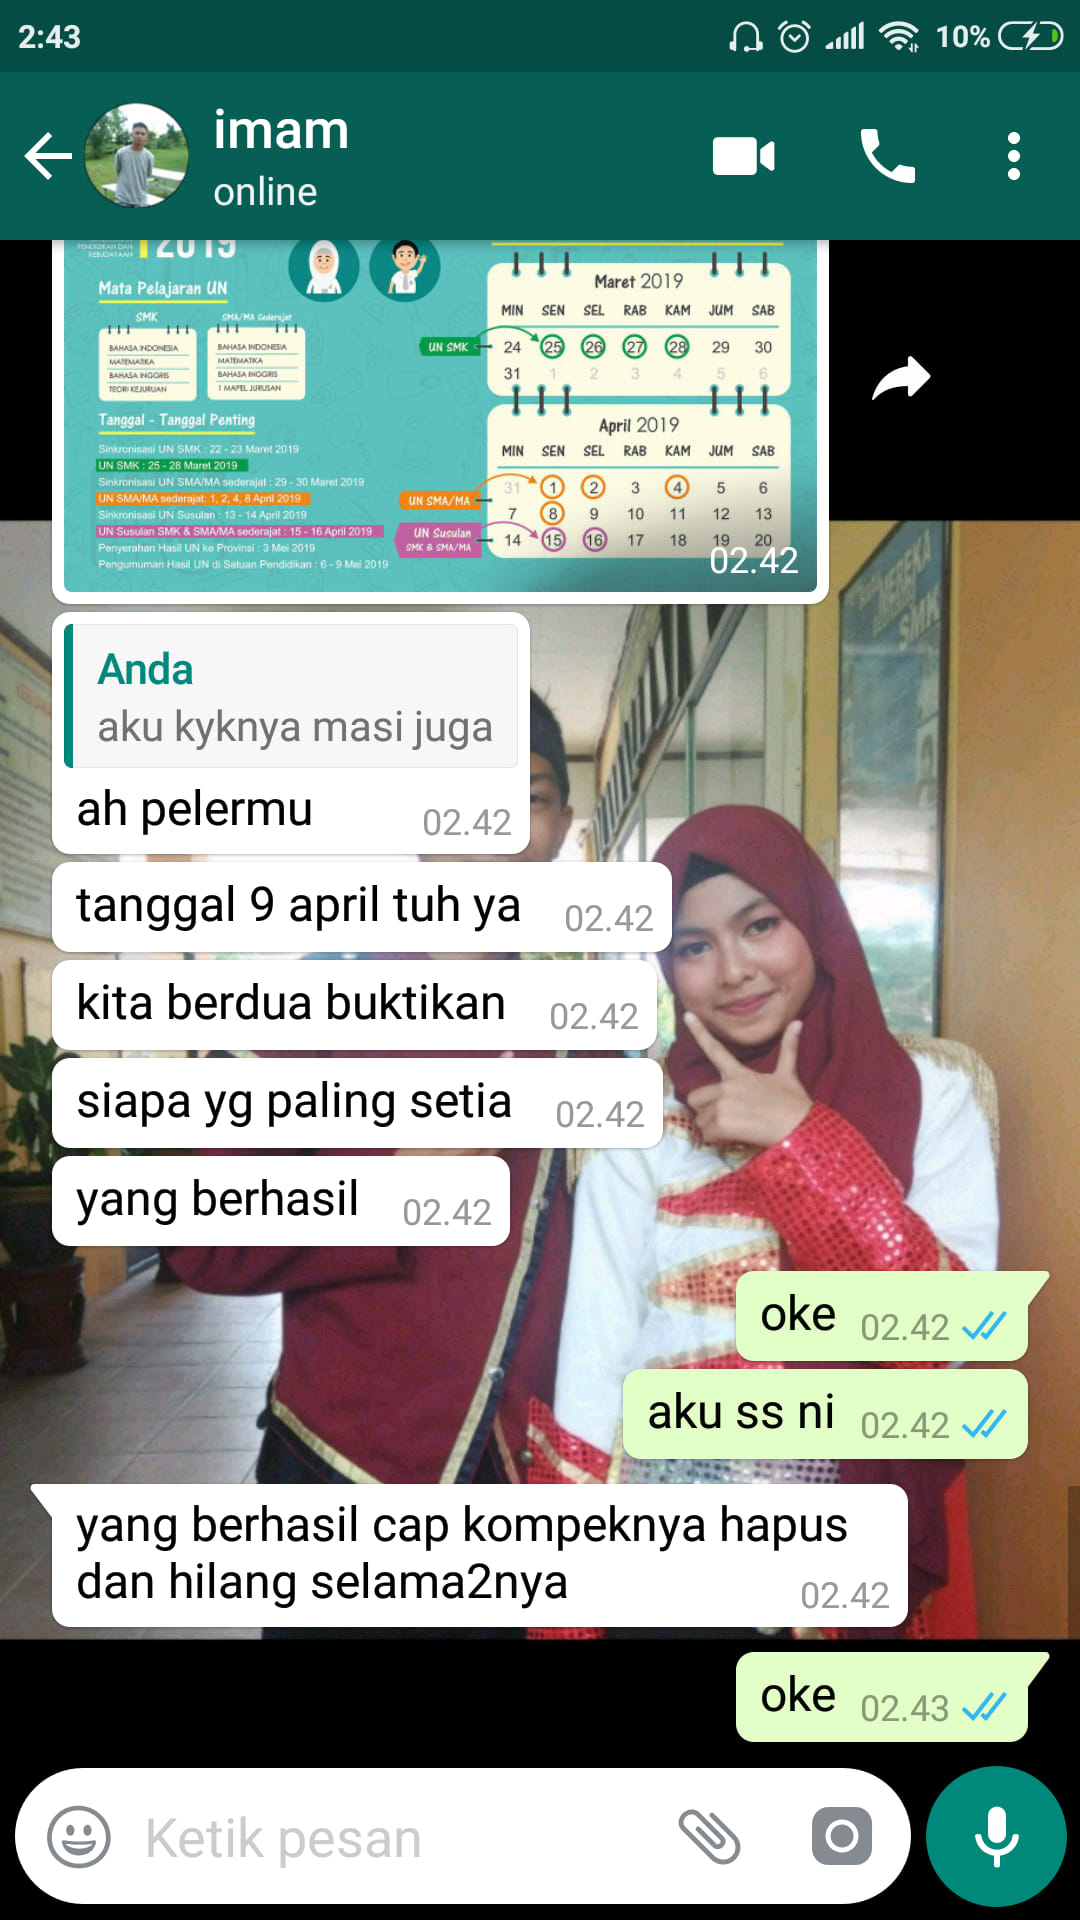 2:43
10%
imam
online
PENDIDIKAN DAN
KEBUDAYAAN
2019
Mata Pelajaran UN
SMK
SMA/MA Sederajat
BAHASA INDONESIA
MATEMATIKA
BAHASA INGGRIS
TEORI KEJURUAN
BAHASA INDONESIA
MATEMATIKA
BAHASA INGGRIS
1 MAPEL JURUSAN
Tanggal - Tanggal Penting
Sinkronisasi UN SMK : 22 - 23 Maret 2019
UN SMK : 25 - 28 Maret 2019
Sinkronisasi UN SMA/MA sederajat : 29 - 30 Maret 2019
UN SMA/MA sederajat: 1, 2, 4, 8 April 2019
Sinkronisasi UN Susulan : 13 - 14 April 2019
UN Susulan SMK & SMA/MA sederajat : 15 - 16 April 2019
Penyerahan Hasil UN ke Provinsi : 3 Mei 2019
Pengumuman Hasil UN di Satuan Pendidikan : 6 - 9 Mei 2019
Maret 2019
MIN SEN SEL RAB KAM JUM SAB
UN SMK
24 25 26 27 28 29 30
31 1 2 3 4 5 6
April 2019
MIN SEN SEL RAB KAM JUM SAB
UN SMA/MA
31 1 2 3 4 5 6
7 8 9 10 11 12 13
UN Susulan
SMK & SMA/MA
14 15 16 17 18 19 20
02.42
MEREKA
SMK
Anda
aku kyknya masi juga
ah pelermu 02.42
tanggal 9 april tuh ya 02.42
kita berdua buktikan 02.42
siapa yg paling setia 02.42
yang berhasil 02.42
oke 02.42
aku ss ni 02.42
yang berhasil cap kompeknya hapus
dan hilang selama2nya 02.42
oke 02.43
Ketik pesan